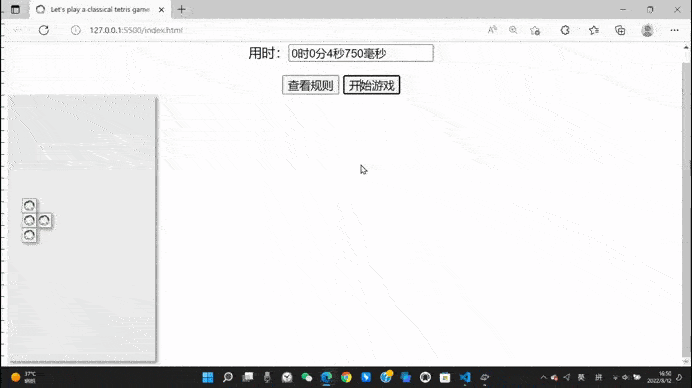 Let's play a classical tetris game
127.0.0.1:5500/index.html
用时：0时0分4秒750毫秒
查看规则 开始游戏
37°C
英 拼
16:50
2022/8/12